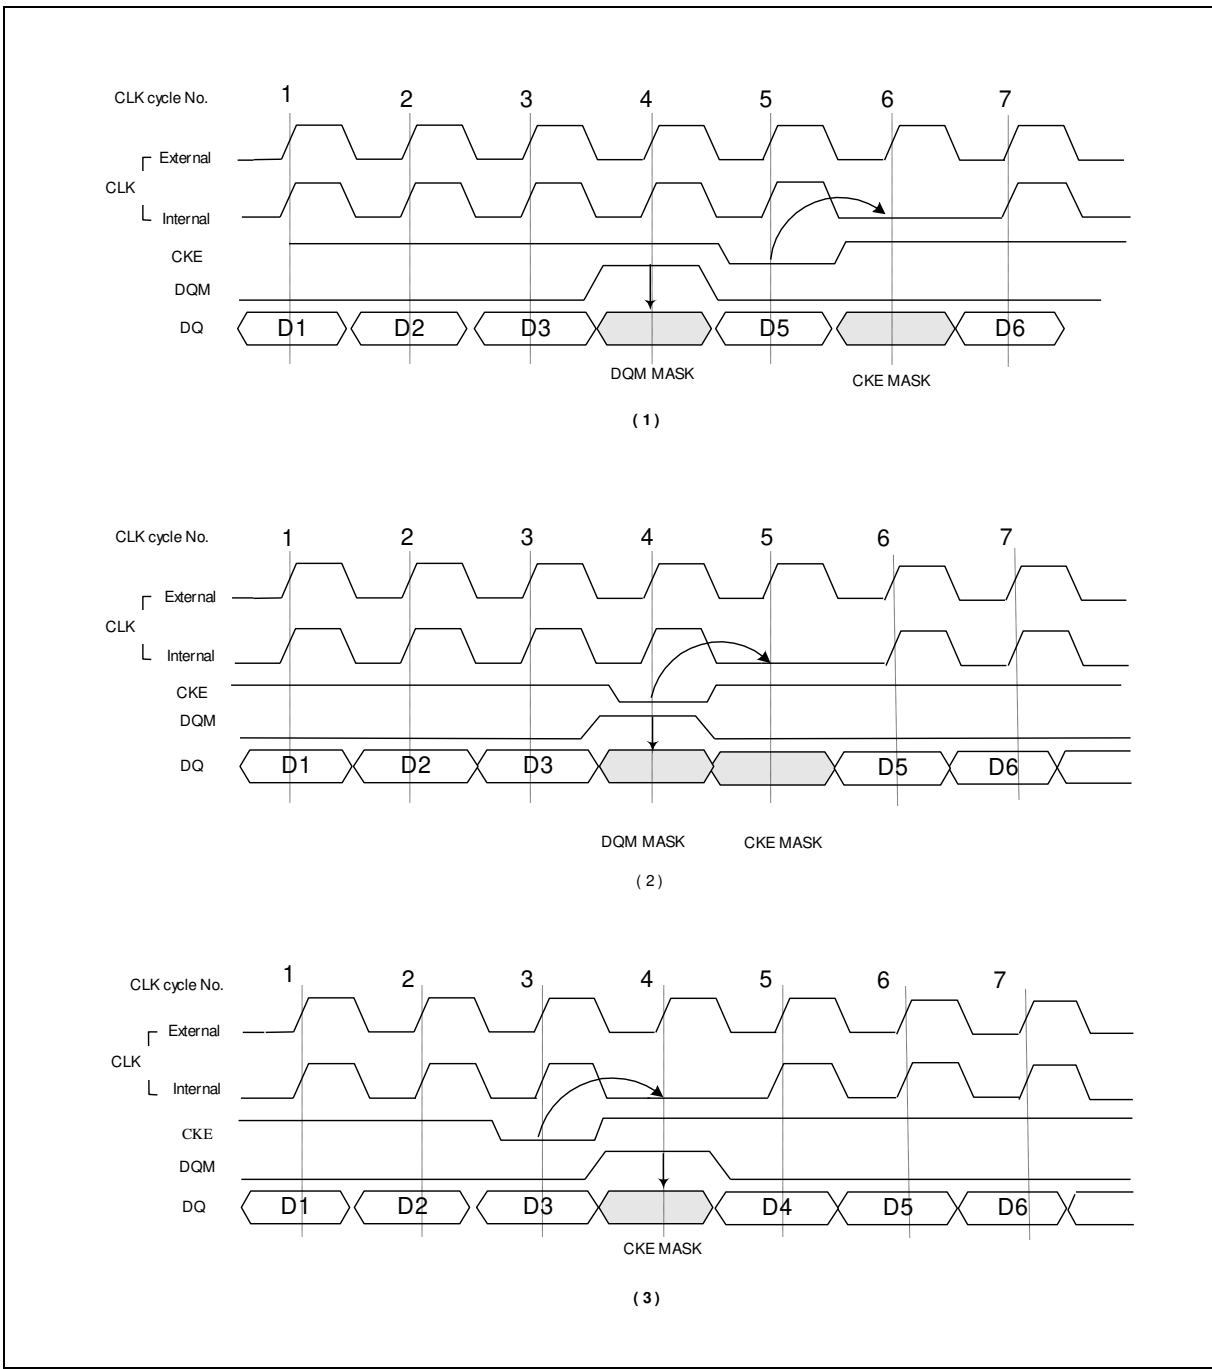 CLK cycle No. 1 2 3 4 5 6 7
External
CLK
Internal
CKE
DQM
DQ D1 D2 D3 D5 D6
DQM MASK CKE MASK
( 1 )
CLK cycle No. 1 2 3 4 5 6 7
External
CLK
Internal
CKE
DQM
DQ D1 D2 D3 D5 D6
DQM MASK CKE MASK
( 2 )
CLK cycle No. 1 2 3 4 5 6 7
External
CLK
Internal
CKE
DQM
DQ D1 D2 D3 D4 D5 D6
CKE MASK
( 3 )